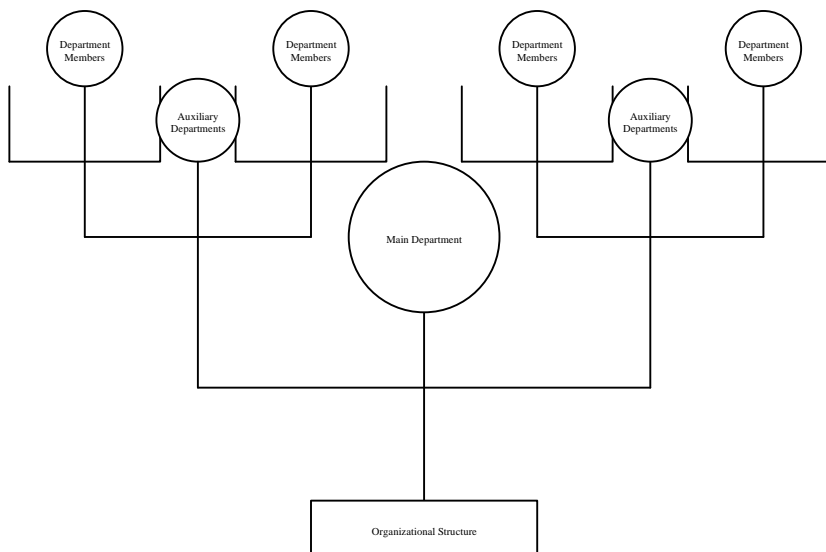 Department
Members
Department
Members
Department
Members
Department
Members
Auxiliary
Departments
Auxiliary
Departments
Main Department
Organizational Structure